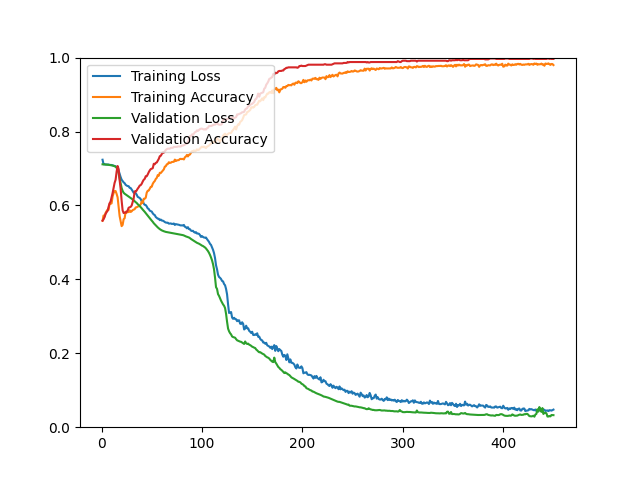 1.0
0.8
0.6
0.4
0.2
0.0
Training Loss
Training Accuracy
Validation Loss
Validation Accuracy
0 100 200 300 400